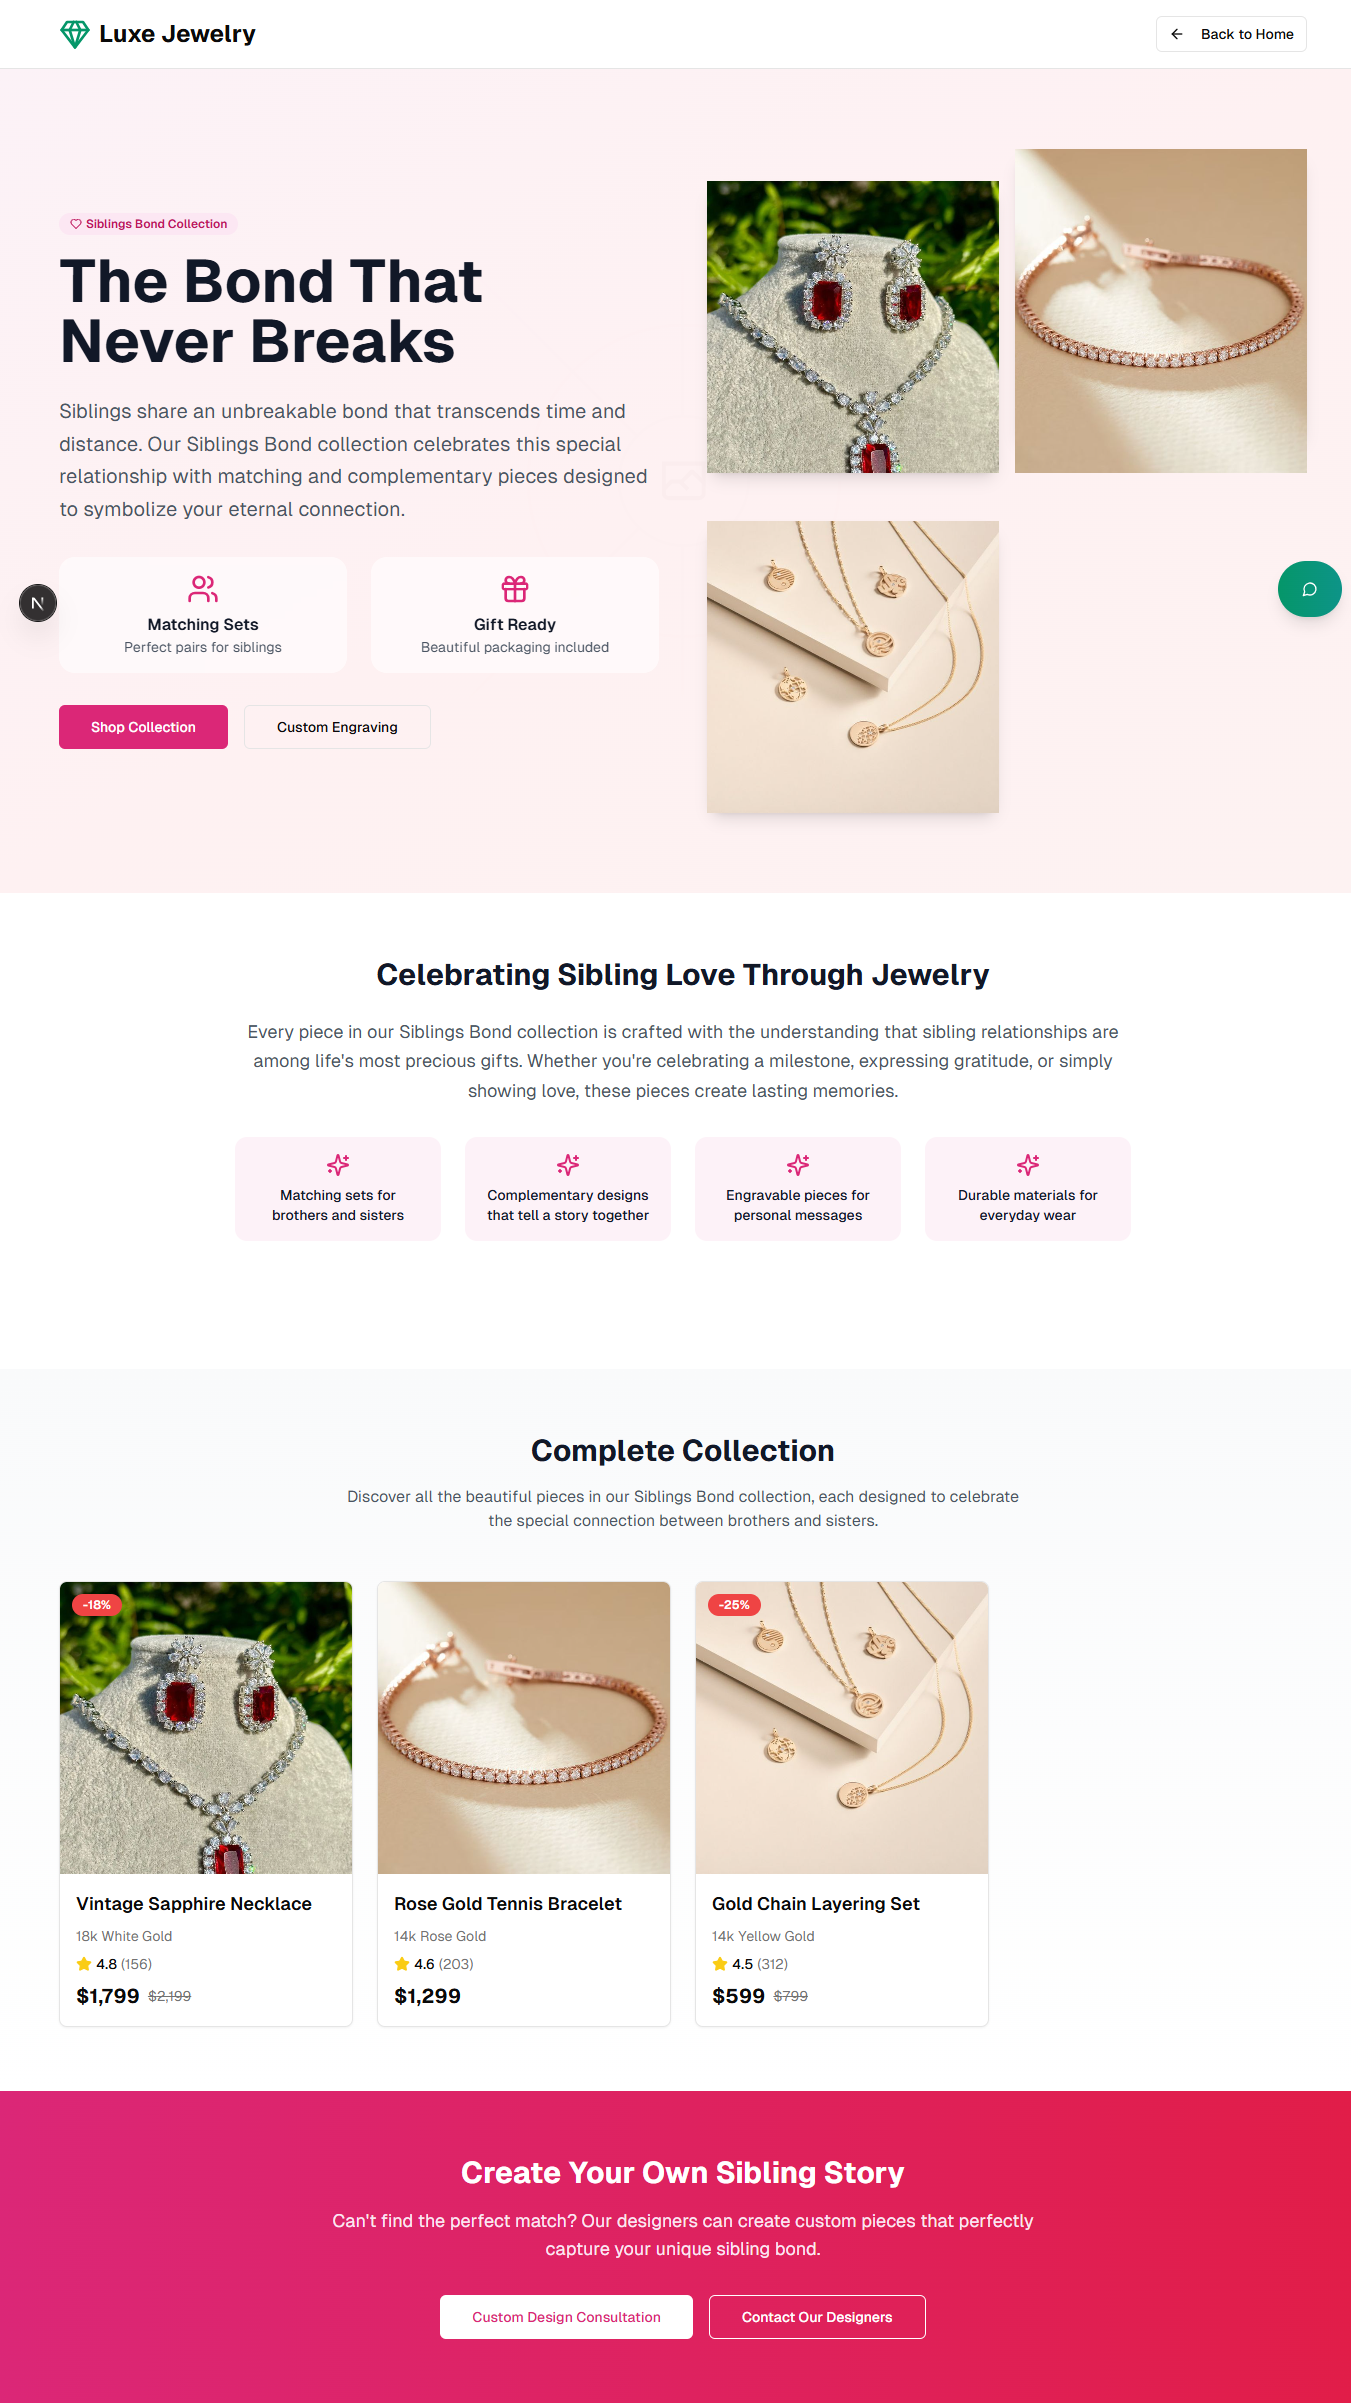 Luxe Jewelry
Back to Home
Siblings Bond Collection
The Bond That
Never Breaks
Siblings share an unbreakable bond that transcends time and
distance. Our Siblings Bond collection celebrates this special
relationship with matching and complementary pieces designed
to symbolize your eternal connection.
Matching Sets
Perfect pairs for siblings
Gift Ready
Beautiful packaging included
Shop Collection
Custom Engraving
N
Celebrating Sibling Love Through Jewelry
Every piece in our Siblings Bond collection is crafted with the understanding that sibling relationships are
among life's most precious gifts. Whether you're celebrating a milestone, expressing gratitude, or simply
showing love, these pieces create lasting memories.
Matching sets for
brothers and sisters
Complementary designs
that tell a story together
Engravable pieces for
personal messages
Durable materials for
everyday wear
Complete Collection
Discover all the beautiful pieces in our Siblings Bond collection, each designed to celebrate
the special connection between brothers and sisters.
-18%
Vintage Sapphire Necklace
18k White Gold
4.8 (156)
$1,799 $2,199
Rose Gold Tennis Bracelet
14k Rose Gold
4.6 (203)
$1,299
-25%
Gold Chain Layering Set
14k Yellow Gold
4.5 (312)
$599 $799
Create Your Own Sibling Story
Can't find the perfect match? Our designers can create custom pieces that perfectly
capture your unique sibling bond.
Custom Design Consultation
Contact Our Designers